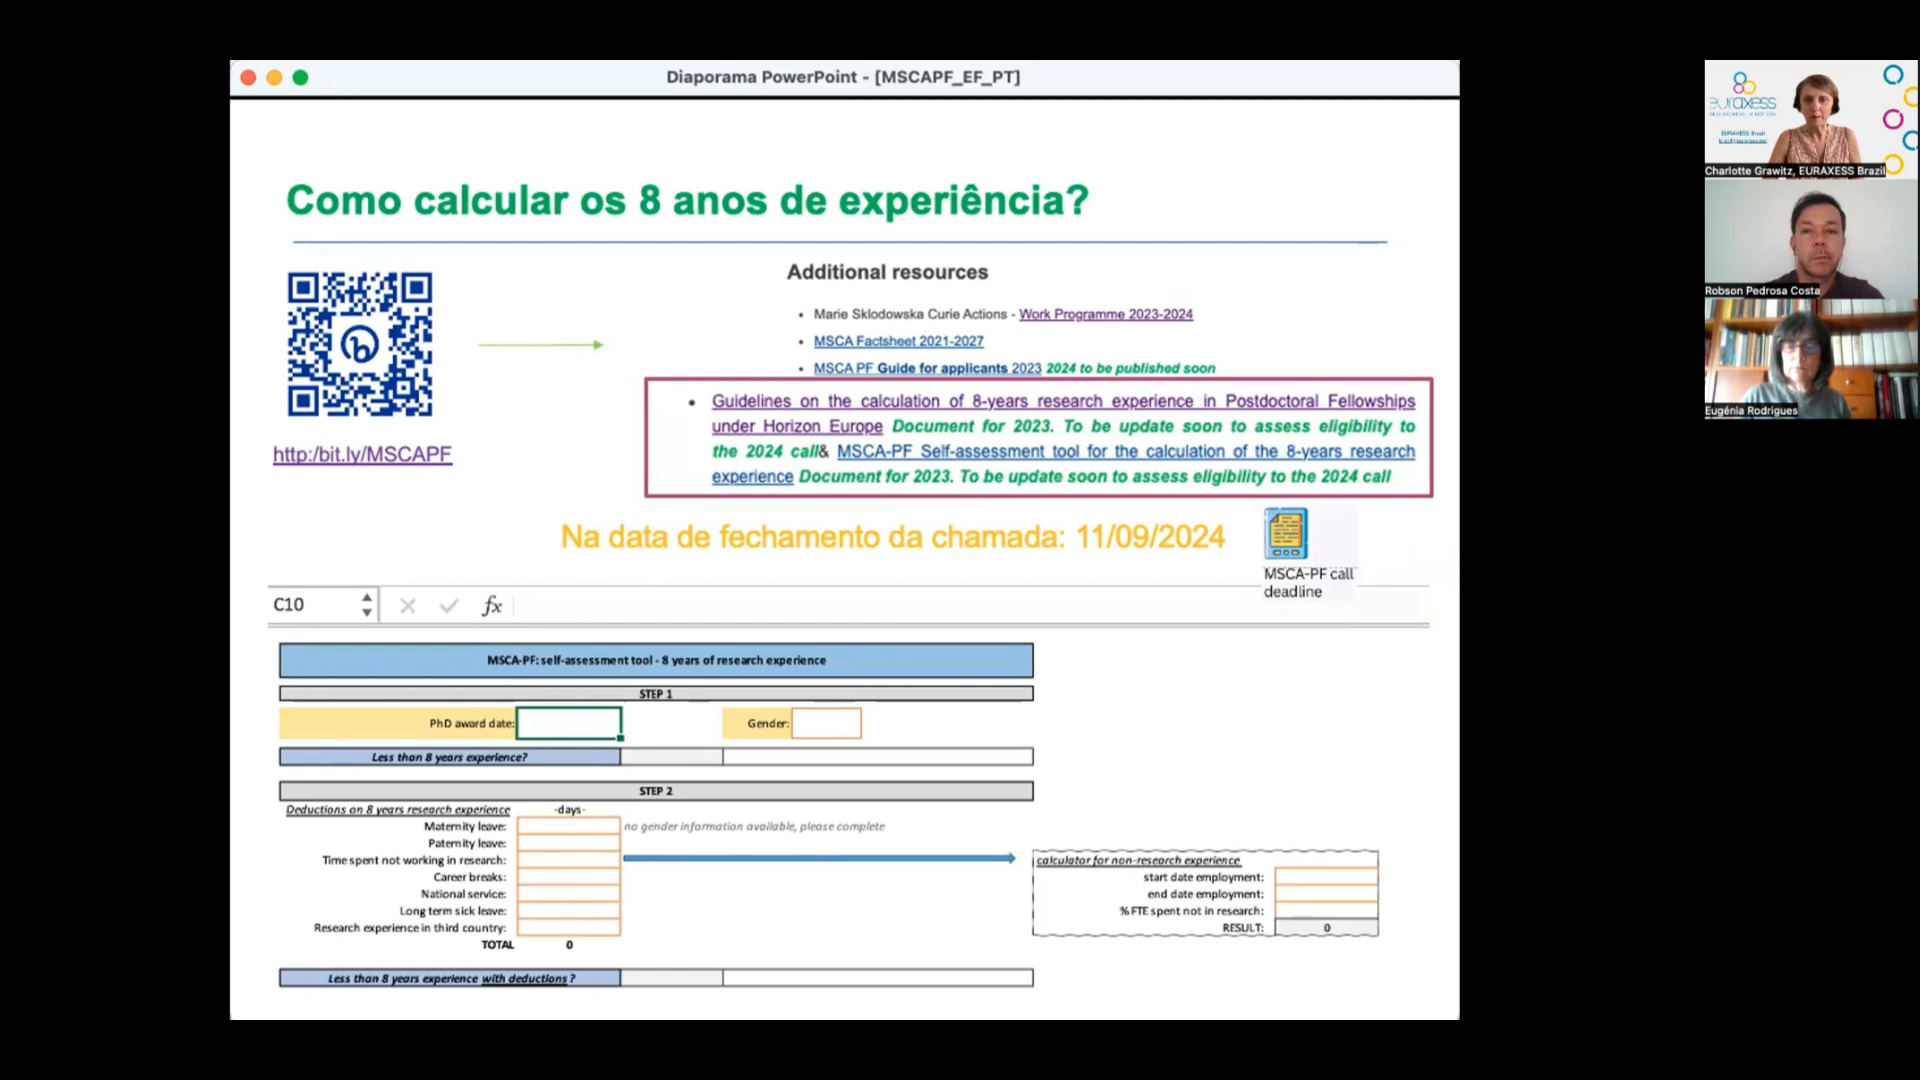 Diaporama PowerPoint - [MSCAPF_EF_PT]
Como calcular os 8 anos de experiência?
Additional resources
• Marie Sklodowska Curie Actions - Work Programme 2023-2024
• MSCA Factsheet 2021-2027
• MSCA PF Guide for applicants 2023 2024 to be published soon
• Guidelines on the calculation of 8-years research experience in Postdoctoral Fellowships
under Horizon Europe Document for 2023. To be update soon to assess eligibility to
the 2024 call& MSCA-PF Self-assessment tool for the calculation of the 8-years research
experience Document for 2023. To be update soon to assess eligibility to the 2024 call
http:/bit.ly/MSCAPF
Na data de fechamento da chamada: 11/09/2024
MSCA-PF call
deadline
C10
fx
MSCA-PF: self-assessment tool - 8 years of research experience
STEP 1
PhD award date:
Gender:
Less than 8 years experience?
STEP 2
Deductions on 8 years research experience
-days-
Maternity leave:
no gender information available, please complete
Paternity leave:
Time spent not working in research:
Career breaks:
National service:
Long term sick leave:
Research experience in third country:
TOTAL 0
calculator for non-research experience
start date employment:
end date employment:
% FTE spent not in research:
RESULT: 0
Less than 8 years experience with deductions ?
euraxess
RESEARCHERS IN MOTION
EURAXESS Brazil
Charlotte Grawitz, EURAXESS Brazil
Robson Pedrosa Costa
Eugénia Rodrigues